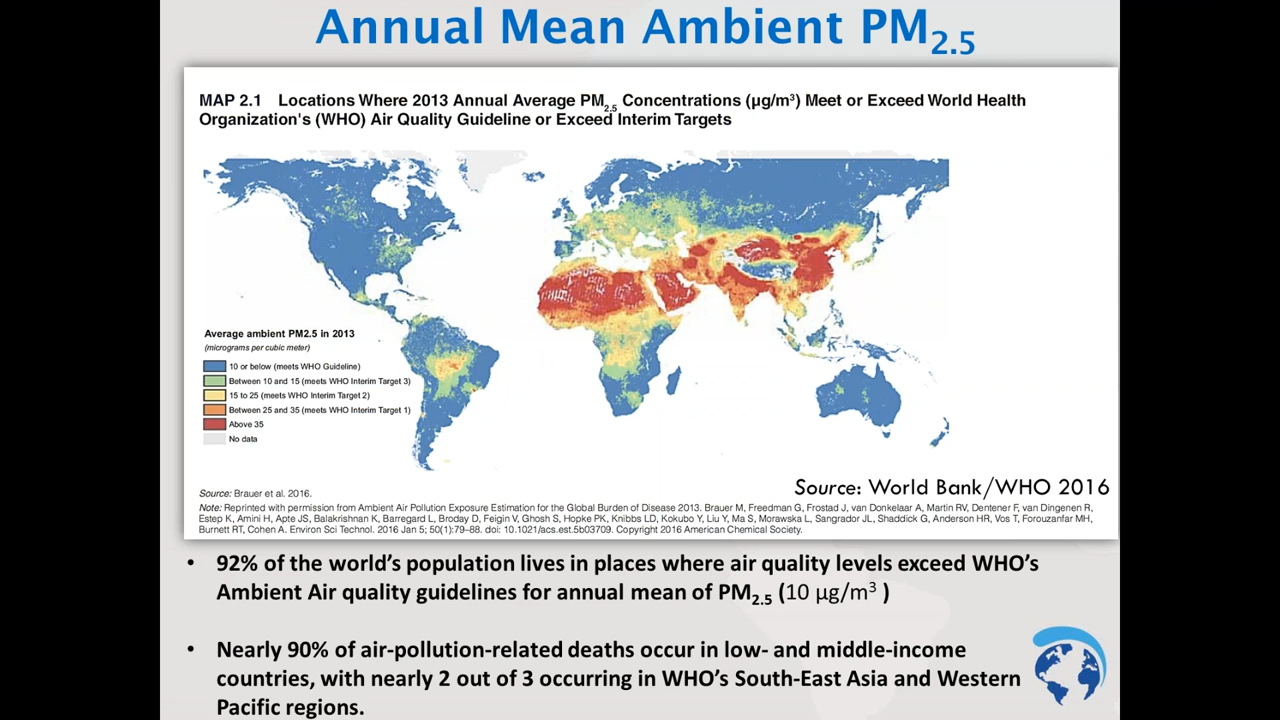 Annual Mean Ambient PM2.5
MAP 2.1 Locations Where 2013 Annual Average PM2.5 Concentrations (µg/m³) Meet or Exceed World Health
Organization's (WHO) Air Quality Guideline or Exceed Interim Targets
Average ambient PM2.5 in 2013
(micrograms per cubic meter)
10 or below (meets WHO Guideline)
Between 10 and 15 (meets WHO Interim Target 3)
15 to 25 (meets WHO Interim Target 2)
Between 25 and 35 (meets WHO Interim Target 1)
Above 35
No data
Source: World Bank/WHO 2016
Source: Brauer et al. 2016.
Note: Reprinted with permission from Ambient Air Pollution Exposure Estimation for the Global Burden of Disease 2013. Brauer M, Freedman G, Frostad J, van Donkelaar A, Martin RV, Dentener F, van Dingenen R,
Estep K, Amini H, Apte JS, Balakrishnan K, Barregard L, Broday D, Feigin V, Ghosh S, Hopke PK, Knibbs LD, Kokubo Y, Liu Y, Ma S, Morawska L, Sangrador JL, Shaddick G, Anderson HR, Vos T, Forouzanfar MH,
Burnett RT, Cohen A. Environ Sci Technol. 2016 Jan 5; 50(1):79–88. doi: 10.1021/acs.est.5b03709. Copyright 2016 American Chemical Society.
• 92% of the world's population lives in places where air quality levels exceed WHO's
Ambient Air quality guidelines for annual mean of PM2.5 (10 µg/m³ )
• Nearly 90% of air-pollution-related deaths occur in low- and middle-income
countries, with nearly 2 out of 3 occurring in WHO's South-East Asia and Western
Pacific regions.